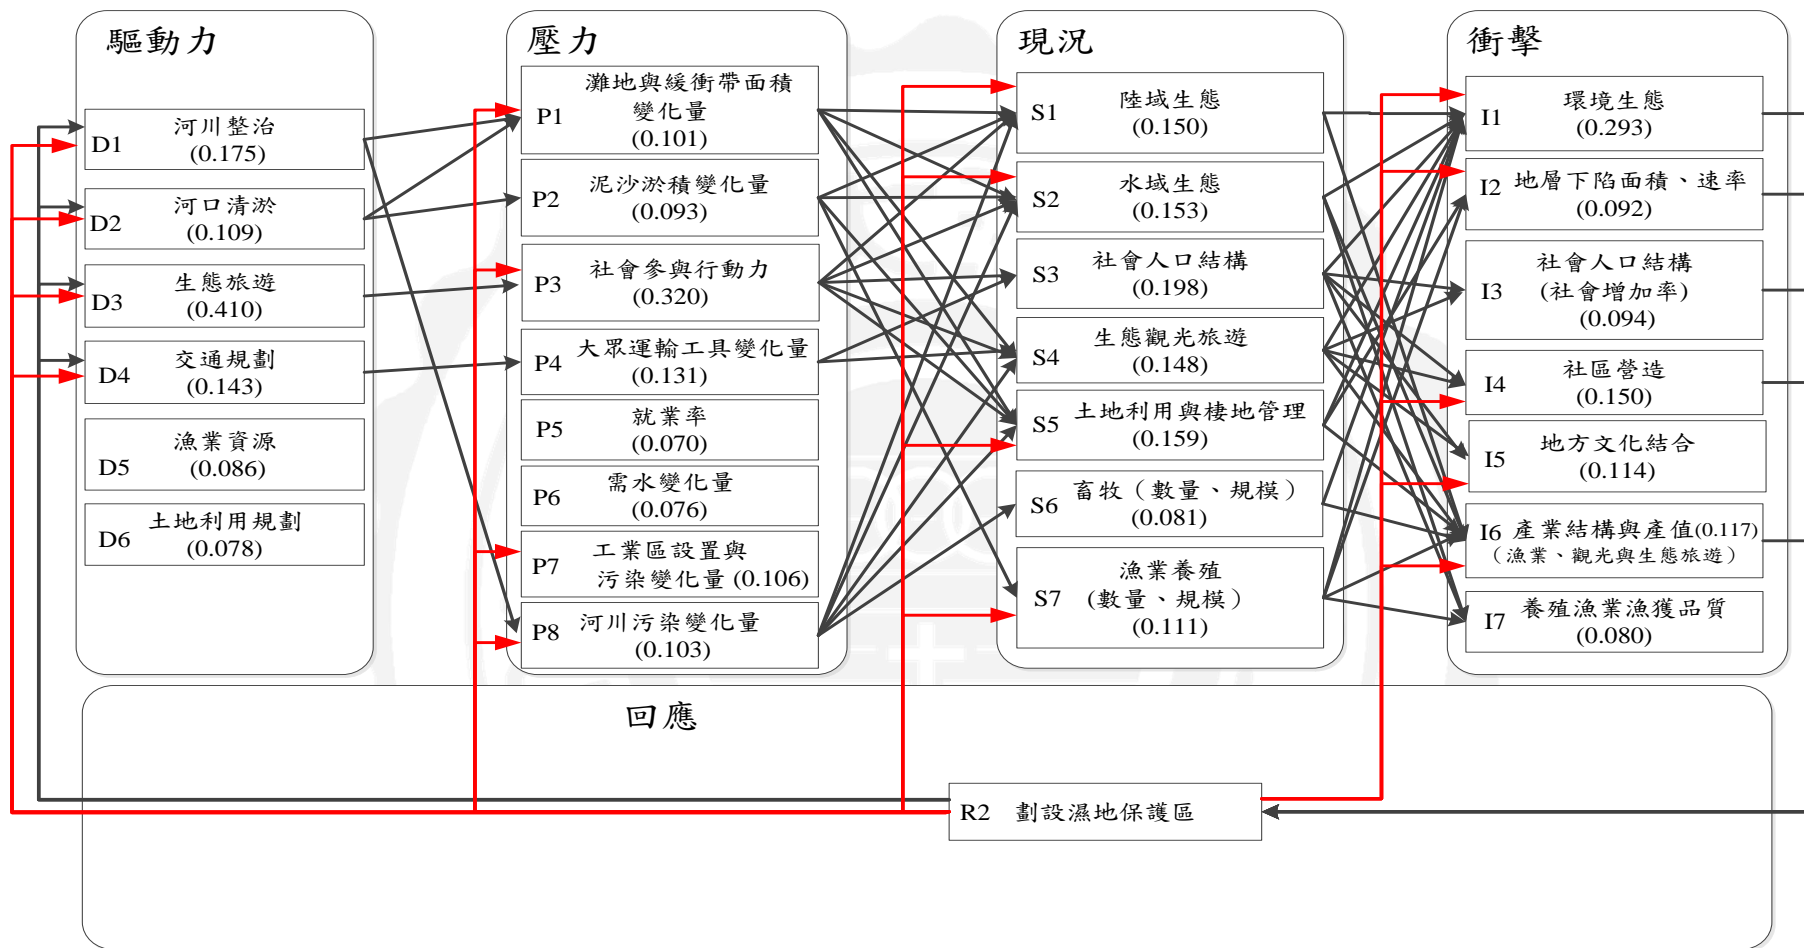 驅動力
D1
河川整治
(0.175)
D2
河口清淤
(0.109)
D3
生態旅遊
(0.410)
D4
交通規劃
(0.143)
D5
漁業資源
(0.086)
D6
土地利用規劃
(0.078)
壓力
P1
灘地與緩衝帶面積
變化量
(0.101)
P2
泥沙淤積變化量
(0.093)
P3
社會參與行動力
(0.320)
P4
大眾運輸工具變化量
(0.131)
P5
就業率
(0.070)
P6
需水變化量
(0.076)
P7
工業區設置與
污染變化量 (0.106)
P8
河川污染變化量
(0.103)
現況
S1
陸域生態
(0.150)
S2
水域生態
(0.153)
S3
社會人口結構
(0.198)
S4
生態觀光旅遊
(0.148)
S5
土地利用與棲地管理
(0.159)
S6
畜牧（數量、規模）
(0.081)
S7
漁業養殖
(數量、規模）
(0.111)
衝擊
I1
環境生態
(0.293)
I2
地層下陷面積、速率
(0.092)
I3
社會人口結構
(社會增加率)
(0.094)
I4
社區營造
(0.150)
I5
地方文化結合
(0.114)
I6 產業結構與產值(0.117)
（漁業、觀光與生態旅遊）
I7
養殖漁業漁獲品質
(0.080)
回應
R2 劃設濕地保護區